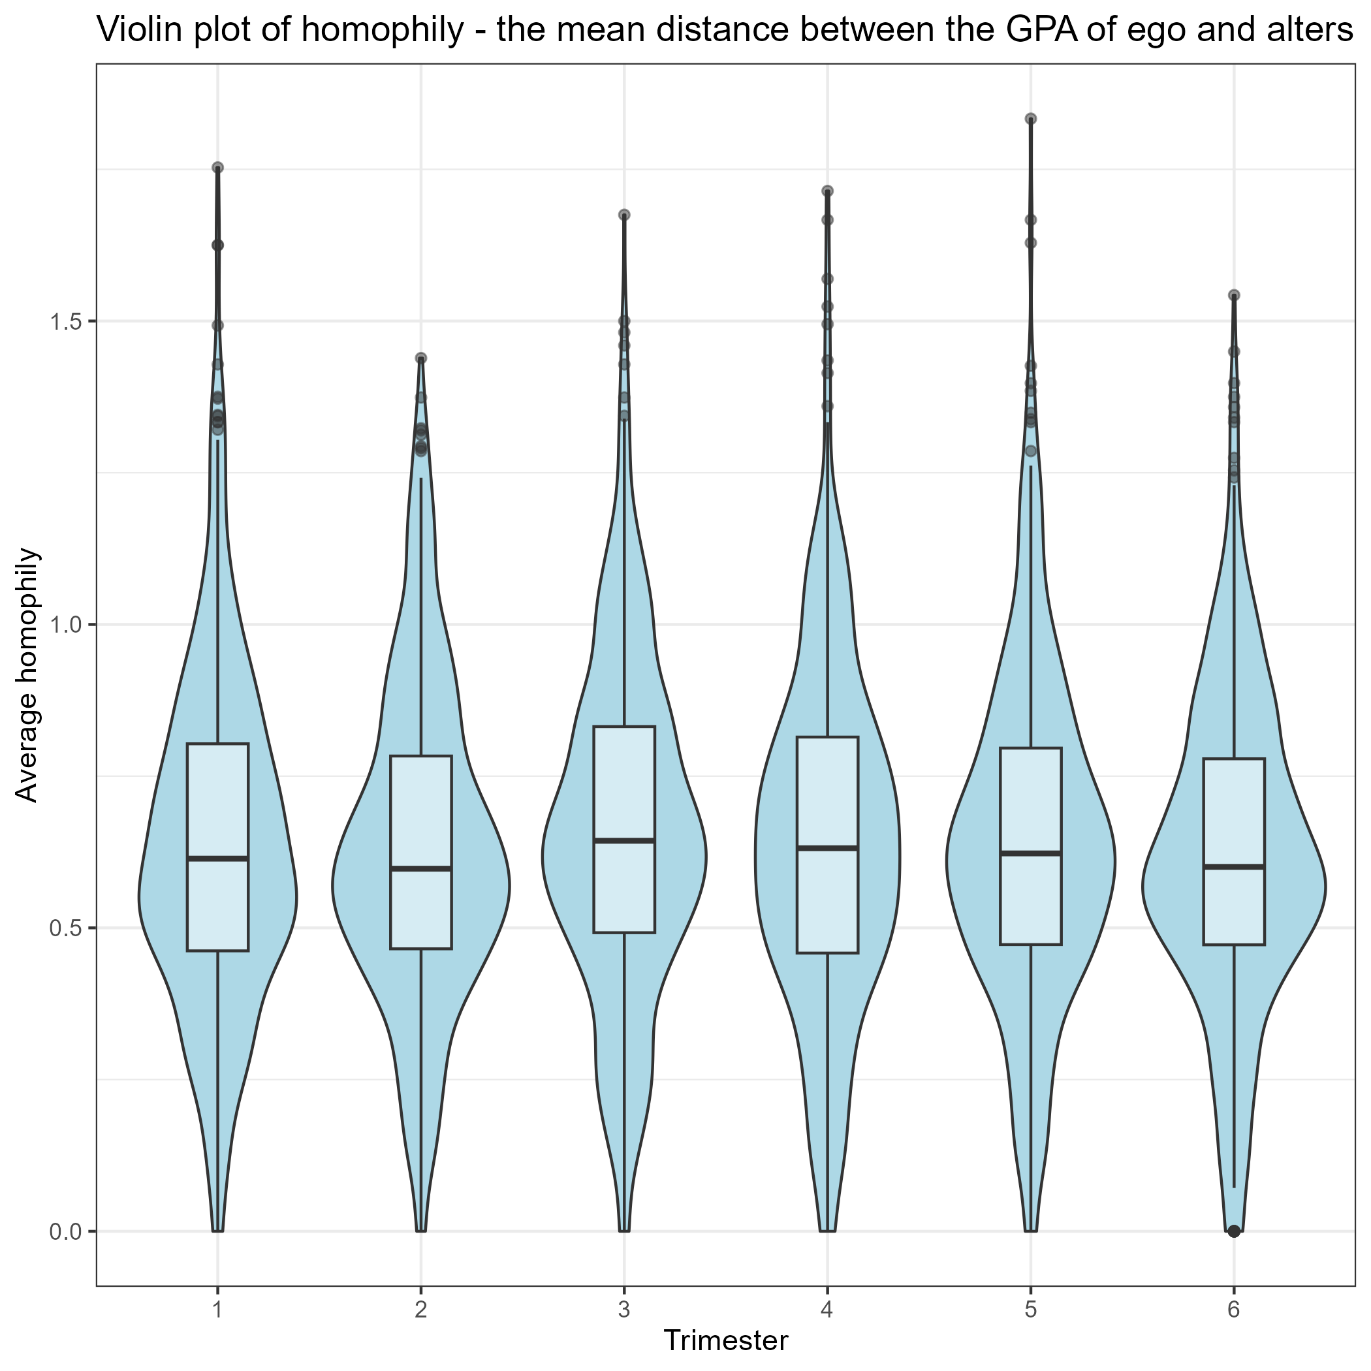 Violin plot of homophily - the mean distance between the GPA of ego and alters
Average homophily
1.5
1.0
0.5
0.0
1 2 3 4 5 6
Trimester